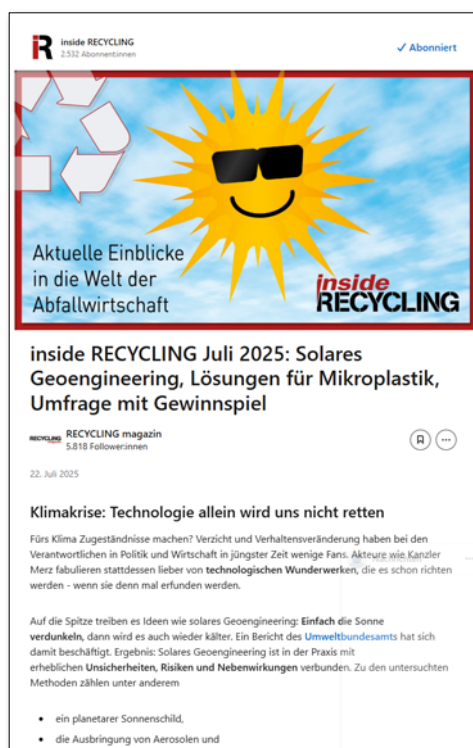 inside RECYCLING
2.532 Abonnent:innen
✓ Abonniert
Aktuelle Einblicke
in die Welt der
Abfallwirtschaft
inside
RECYCLING
inside RECYCLING Juli 2025: Solares
Geoengineering, Lösungen für Mikroplastik,
Umfrage mit Gewinnspiel
RECYCLING
RECYCLING magazin
5.818 Follower:innen
22. Juli 2025
Klimakrise: Technologie allein wird uns nicht retten
Fürs Klima Zugeständnisse machen? Verzicht und Verhaltensveränderung haben bei den
Verantwortlichen in Politik und Wirtschaft in jüngster Zeit wenige Fans. Akteure wie Kanzler
Merz fabulieren stattdessen lieber von technologischen Wunderwerken, die es schon richten
werden - wenn sie denn mal erfunden werden.
Auf die Spitze treiben es Ideen wie solares Geoengineering: Einfach die Sonne
verdunkeln, dann wird es auch wieder kälter. Ein Bericht des Umweltbundesamts hat sich
damit beschäftigt. Ergebnis: Solares Geoengineering ist in der Praxis mit
erheblichen Unsicherheiten, Risiken und Nebenwirkungen verbunden. Zu den untersuchten
Methoden zählen unter anderem
• ein planetarer Sonnenschild,
• die Ausbringung von Aerosolen und